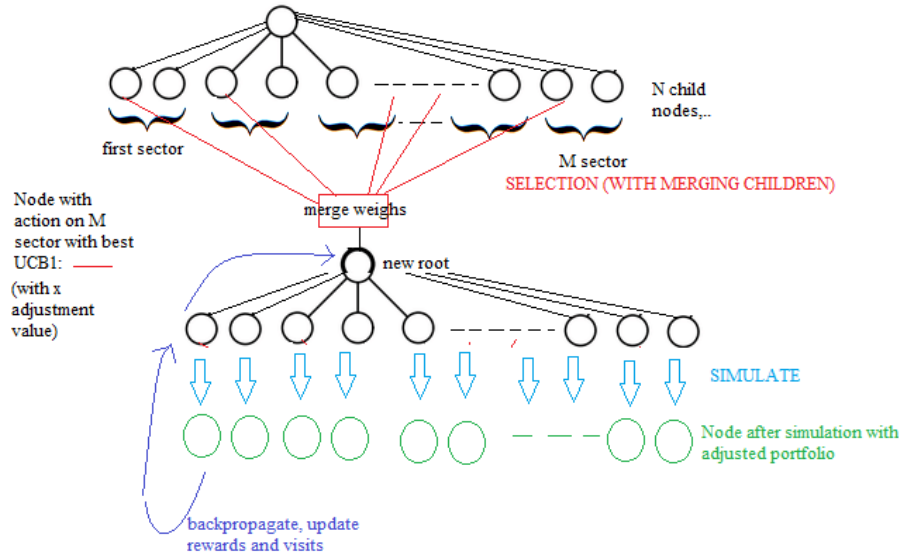 N child
nodes,..
first sector
M sector
SELECTION (WITH MERGING CHILDREN)
Node with
action on M
sector with best
UCB1:
(with x
adjustment
value)
merge weighs
new root
SIMULATE
Node after simulation with
adjusted portfolio
backpropagate, update
rewards and visits